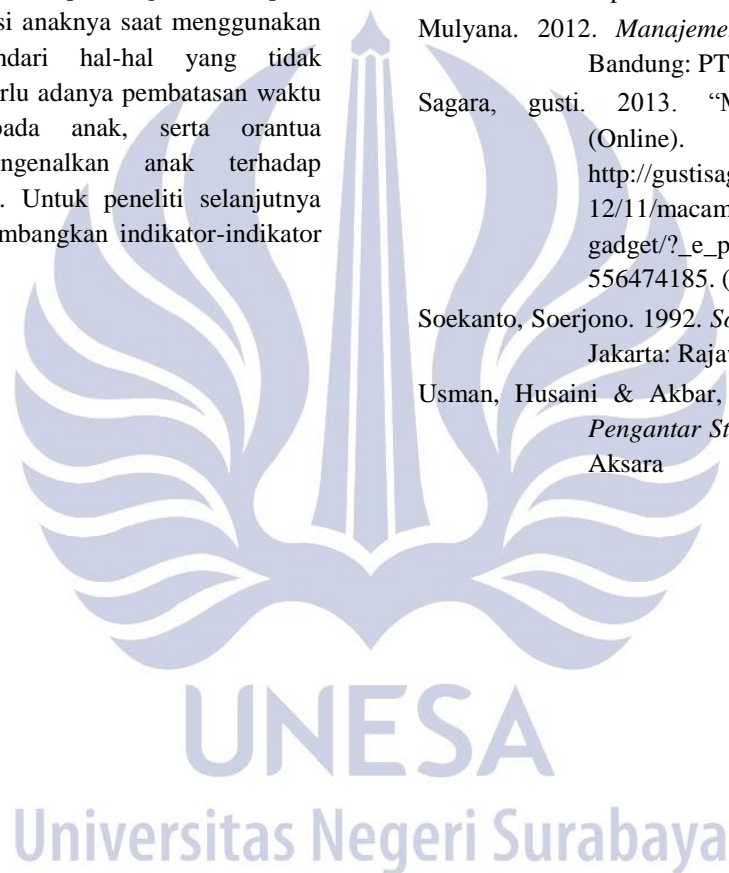 si anaknya saat menggunakan
ndari hal-hal yang tidak
rlu adanya pembatasan waktu
pada anak, serta orantua
ngenalkan anak terhadap
. Untuk peneliti selanjutnya
mbangkan indikator-indikator
Mulyana. 2012. Manajeme
Bandung: PT
Sagara, gusti. 2013. “M
(Online).
http://gustisag
12/11/macam
gadget/?_e_p
556474185. (
Soekanto, Soerjono. 1992. So
Jakarta: Rajav
Usman, Husaini & Akbar,
Pengantar St
Aksara
UNESA
Universitas Negeri Surabaya